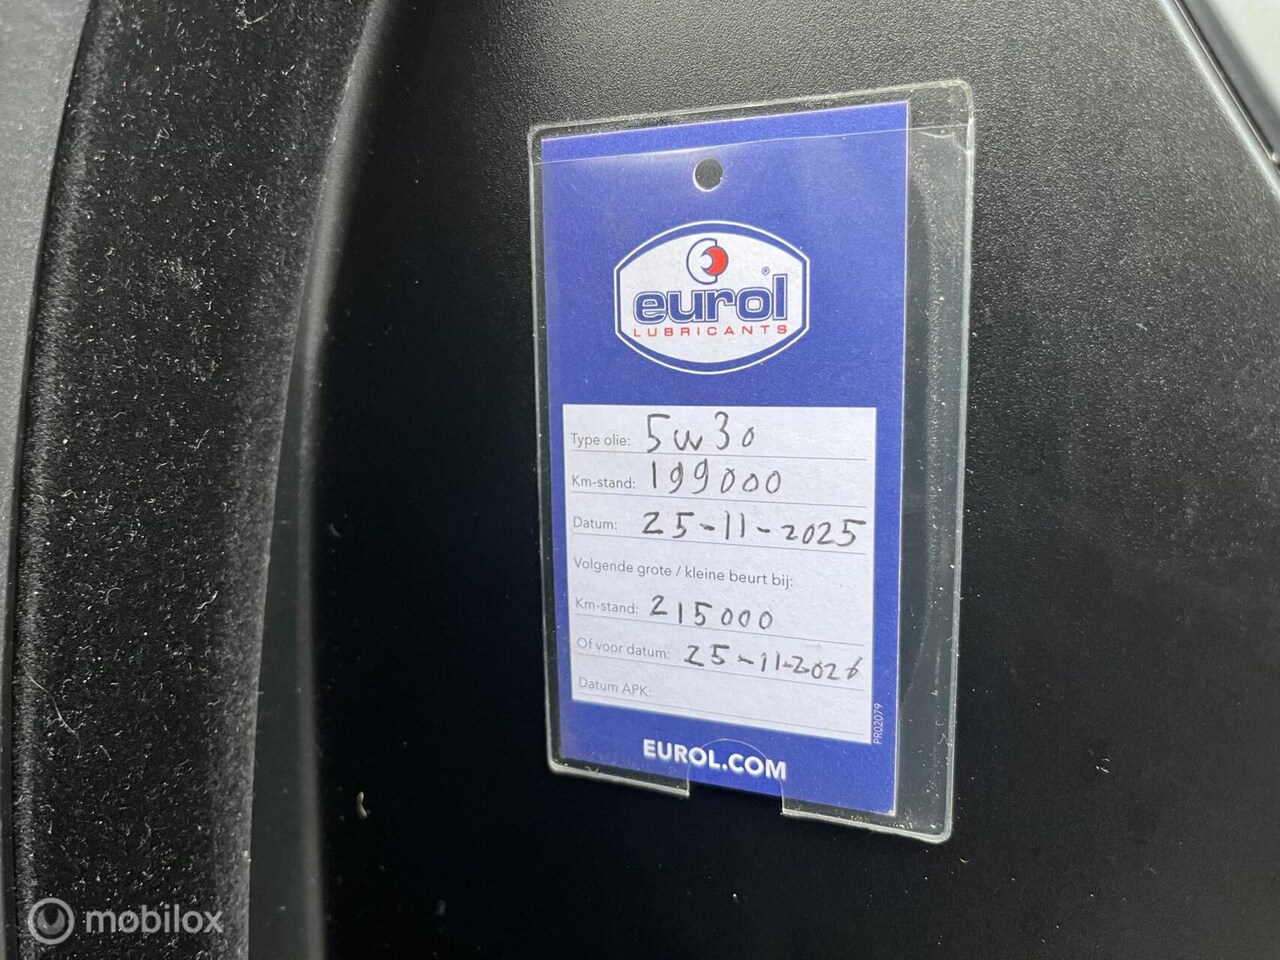 eurol®
LUBRICANTS
Type olie: 5w30
Km-stand: 199000
Datum: 25-11-2025
Volgende grote / kleine beurt bij:
Km-stand: 215000
Of voor datum: 25-11-2026
Datum APK:
PR02079
EUROL.COM
mobilox